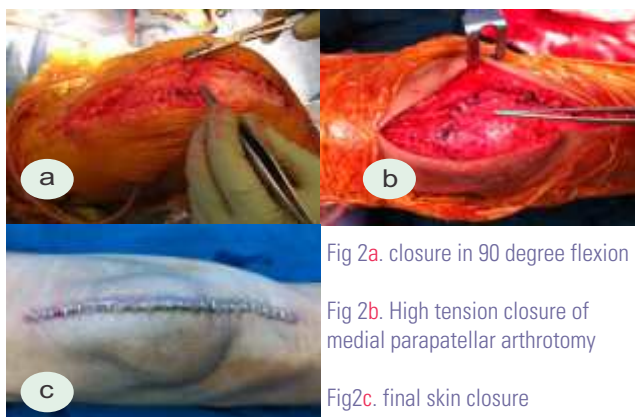 a
b
c
Fig 2a. closure in 90 degree flexion
Fig 2b. High tension closure of
medial parapatellar arthrotomy
Fig2c. final skin closure